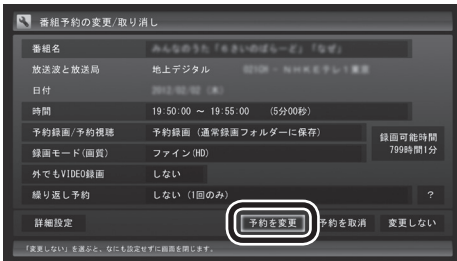 番組予約の変更/取り消し
番組名
放送波と放送局 地上デジタル
日付
時間 19:50:00 ～ 19:55:00 (5分00秒)
予約録画/予約視聴 予約録画 (通常録画フォルダーに保存)
録画モード(画質) ファイン(HD)
録画可能時間
799時間1分
外でもVIDEO録画 しない
繰り返し予約 しない (1回のみ) ?
詳細設定 予約を変更 予約を取消 変更しない
「変更しない」を選ぶと、なにも設定せずに画面を閉じます。